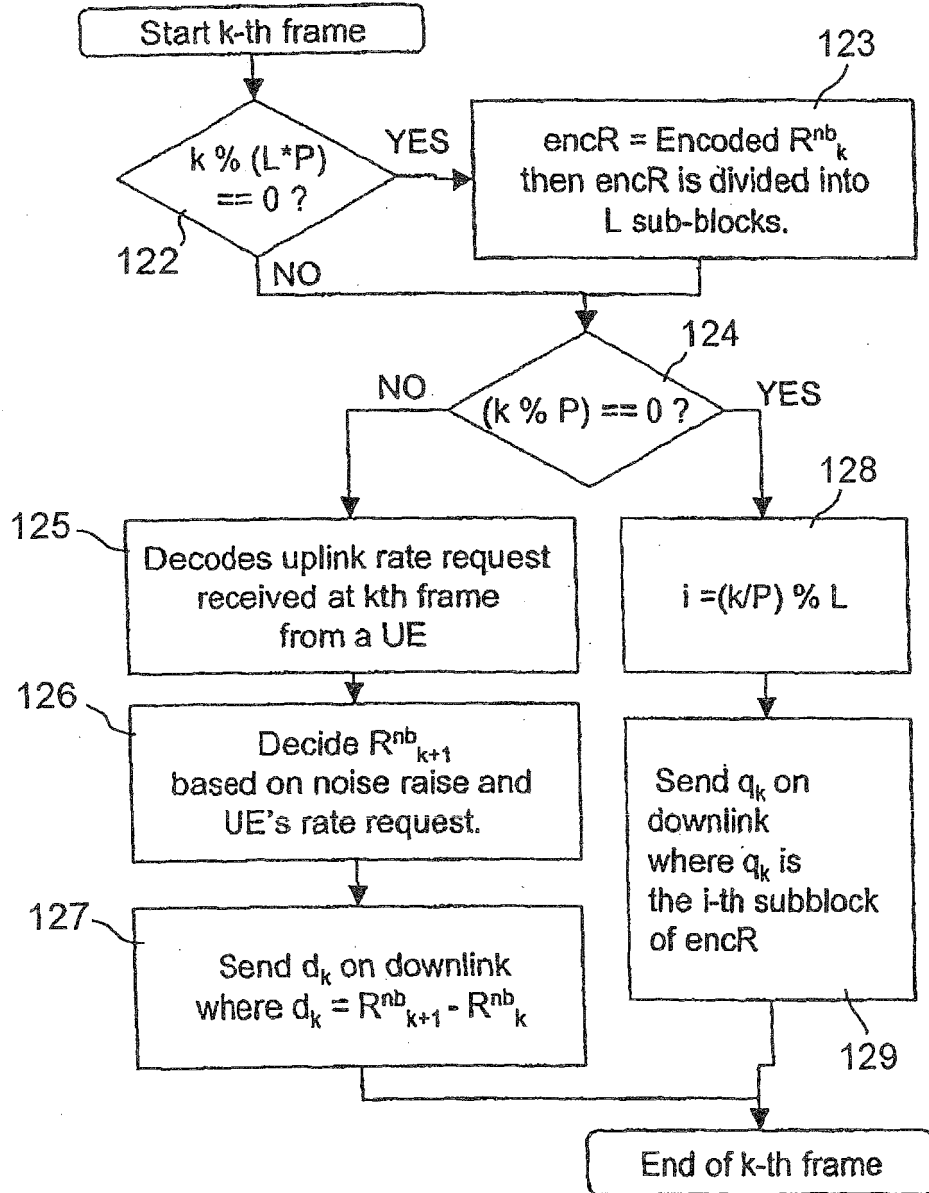 Start k-th frame
123
k % (L*P)
== 0 ?
YES
encR = Encoded R^nb_k
then encR is divided into
L sub-blocks.
122
NO
124
NO
(k % P) == 0 ?
YES
128
125
Decodes uplink rate request
received at kth frame
from a UE
i =(k/P) % L
126
Decide R^nb_k+1
based on noise raise and
UE's rate request.
Send q_k on
downlink
where q_k is
the i-th subblock
of encR
127
Send d_k on downlink
where d_k = R^nb_k+1 - R^nb_k
129
End of k-th frame